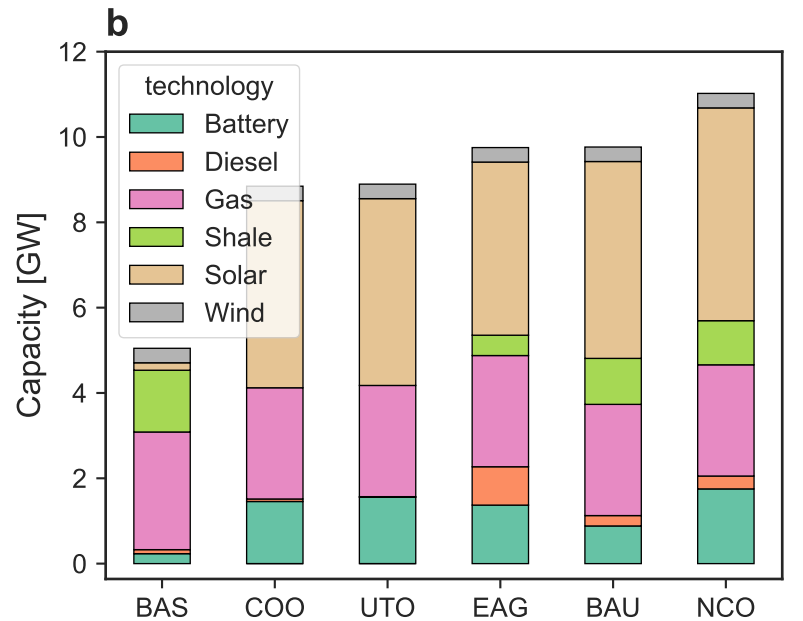 b
technology
Battery
Diesel
Gas
Shale
Solar
Wind
Capacity [GW]
12
10
8
6
4
2
0
BAS COO UTO EAG BAU NCO